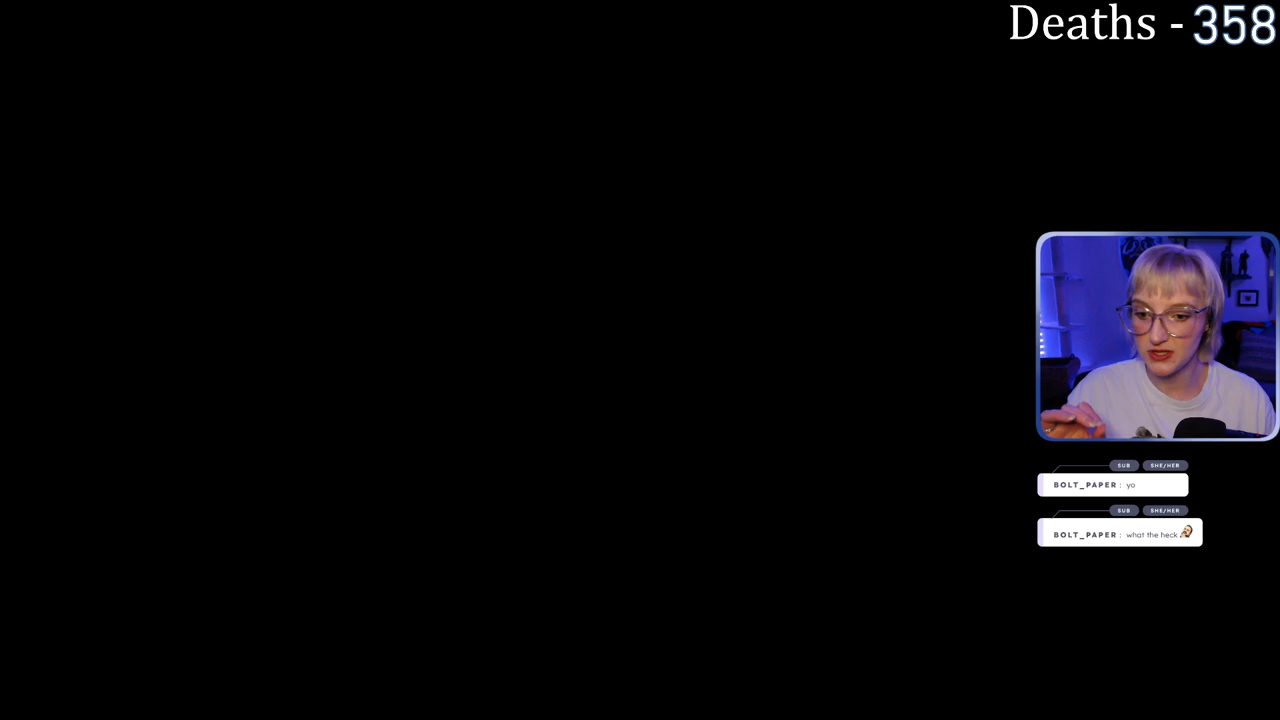 Deaths - 358
SUB SHE/HER
BOLT_PAPER : yo
SUB SHE/HER
BOLT_PAPER : what the heck